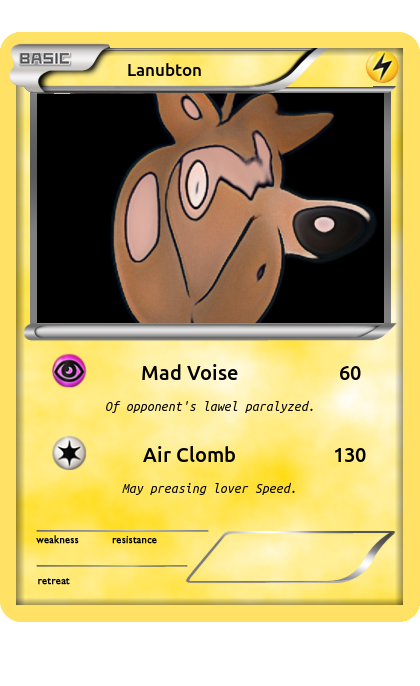 BASIC
Lanubton
Mad Voise 60
Of opponent's lawel paralyzed.
Air Clomb 130
May preasing lover Speed.
weakness resistance
retreat